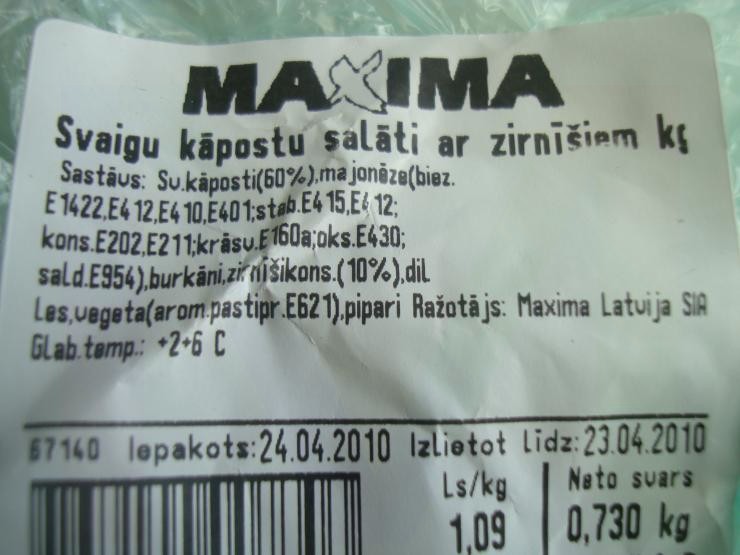 MAXIMA
Svaigu kāpostu salāti ar zirnīšiem kg
Sastāvs: Sv.kāposti(60%),majonēze(biez.
E1422,E412,E410,E401;stab.E415,E412;
kons.E202,E211;krāsv.E160a;oks.E430;
sald.E954),burkāni,zirnīšikons.(10%),dil
Les,vegeta(arom.pastipr.E621),pipari Ražotājs: Maxima Latvija SIA
Glab.temp.: +2+6 C
67140 Iepakots:24.04.2010 Izlietot līdz:23.04.2010
Ls/kg Neto svars
1,09 0,730 kg